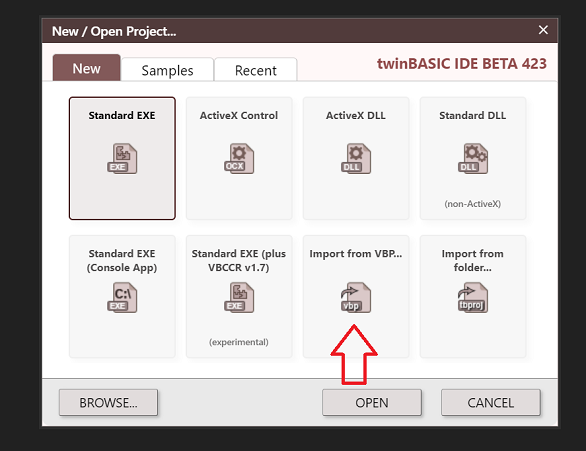 New / Open Project...
twinBASIC IDE BETA 423
New
Samples
Recent
Standard EXE
EXE
ActiveX Control
OCX
ActiveX DLL
DLL
Standard DLL
DLL
(non-ActiveX)
Standard EXE
(Console App)
C:\
EXE
Standard EXE (plus
VBCCR v1.7)
EXE
(experimental)
Import from VBP...
vbp
Import from
folder...
tbproj
BROWSE...
OPEN
CANCEL